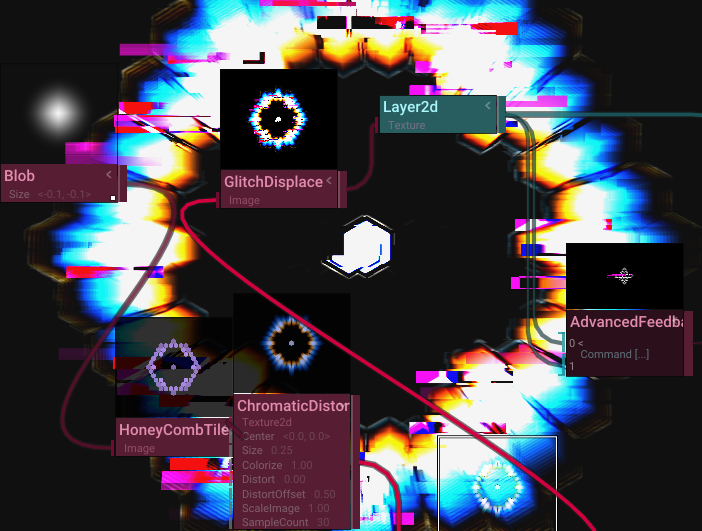 Layer2d <
Texture
Blob <
Size <-0.1, -0.1>
GlitchDisplace <
Image
AdvancedFeedba
0 <
Command [...]
1
HoneyCombTile
Image
ChromaticDistor
Texture2d
Center <0.0, 0.0>
Size 0.25
Colorize 1.00
Distort 0.00
DistortOffset 0.50
ScaleImage 1.00
SampleCount 30
1